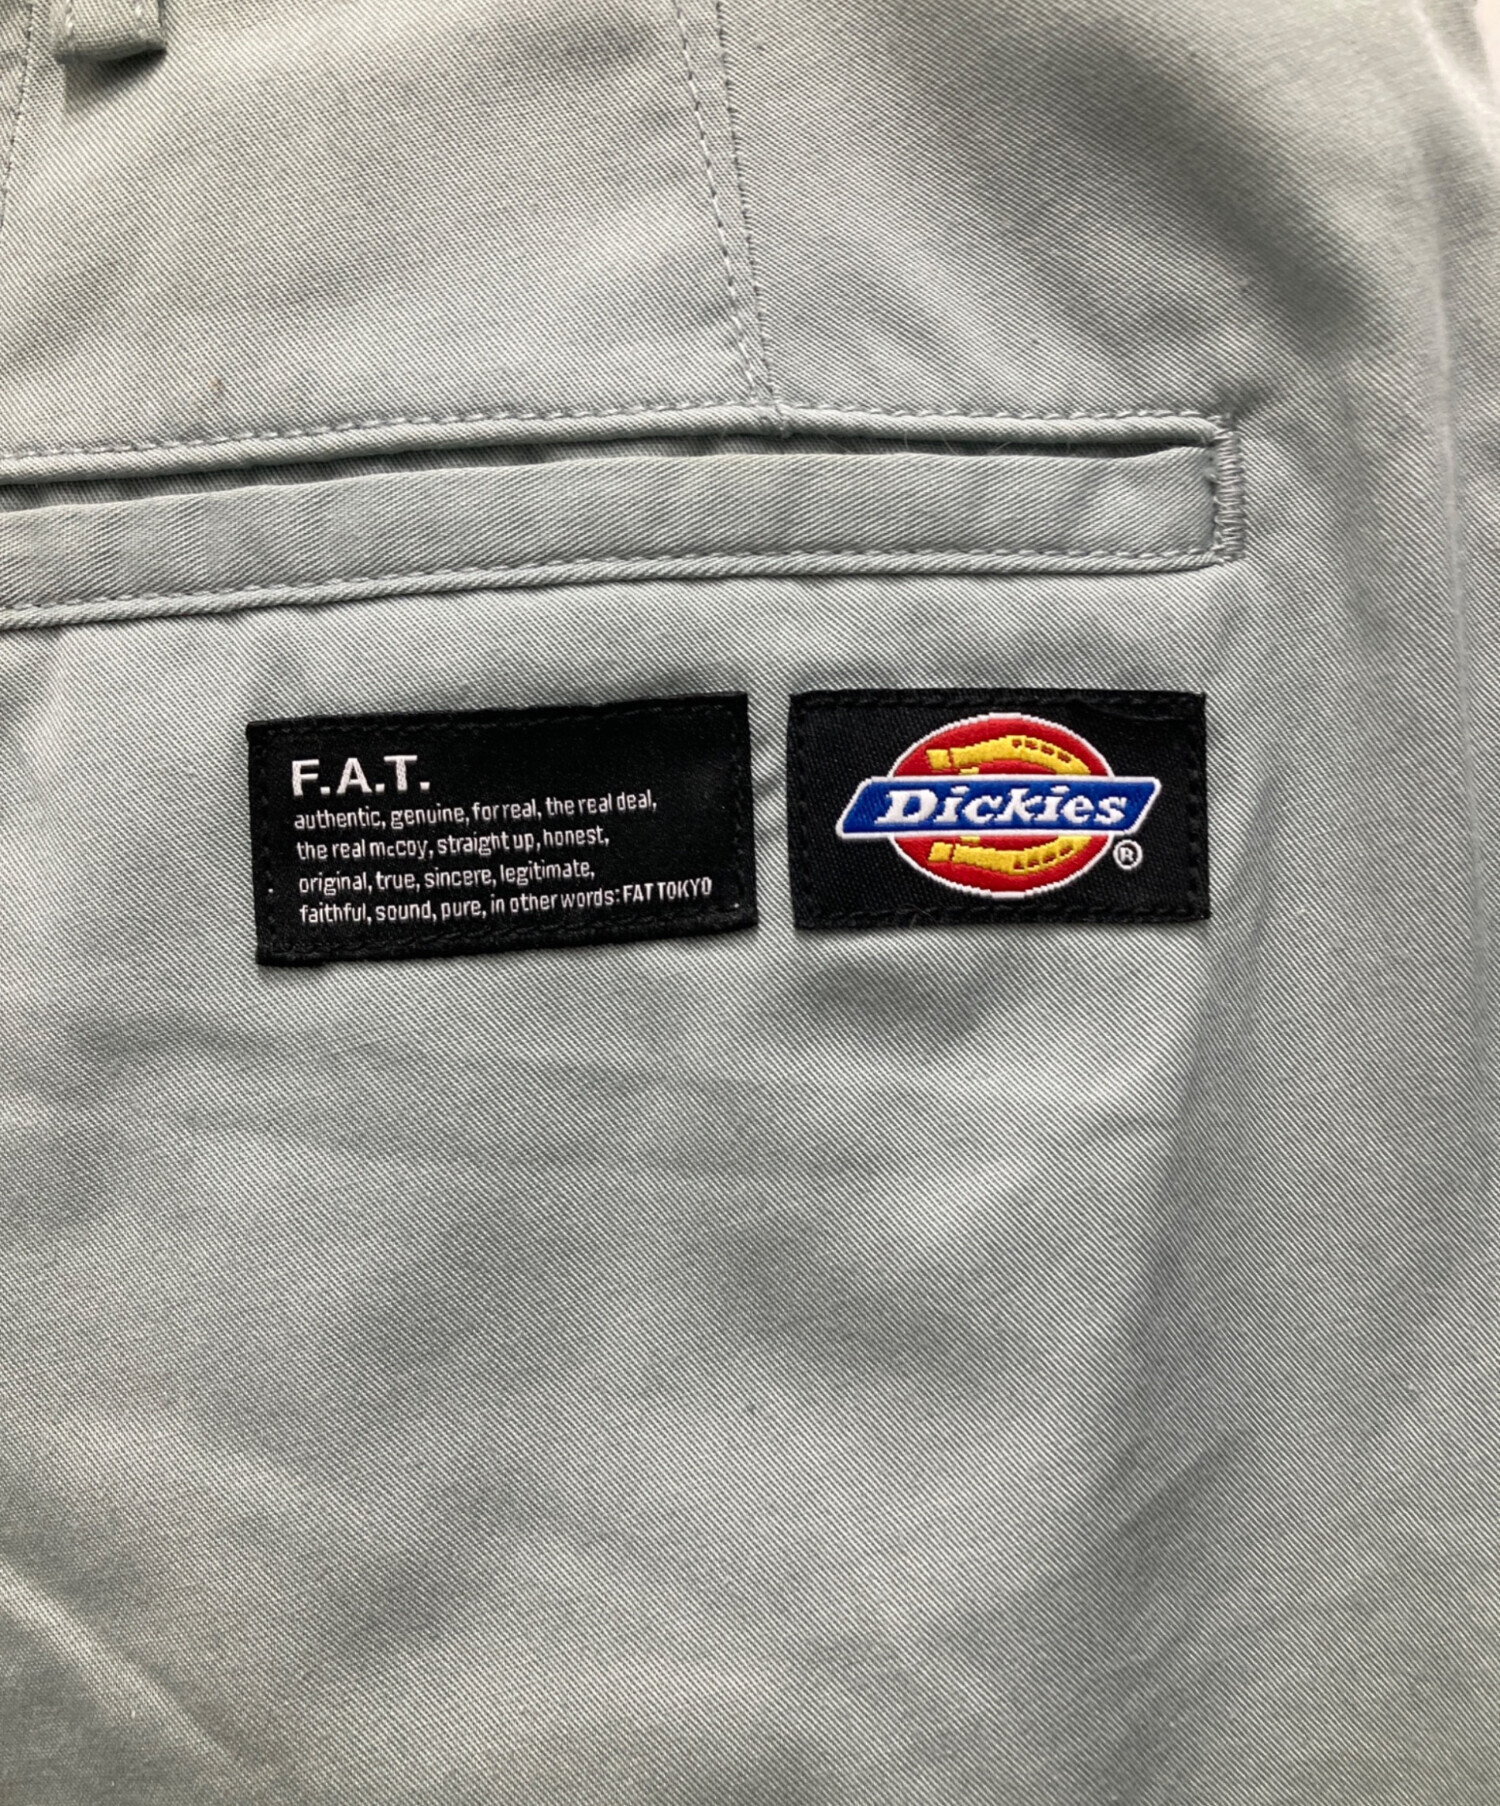 F.A.T.
authentic, genuine, for real, the real deal,
the real mcCoy, straight up, honest,
original, true, sincere, legitimate,
faithful, sound, pure, in other words: FAT TOKYO
Dickies
®